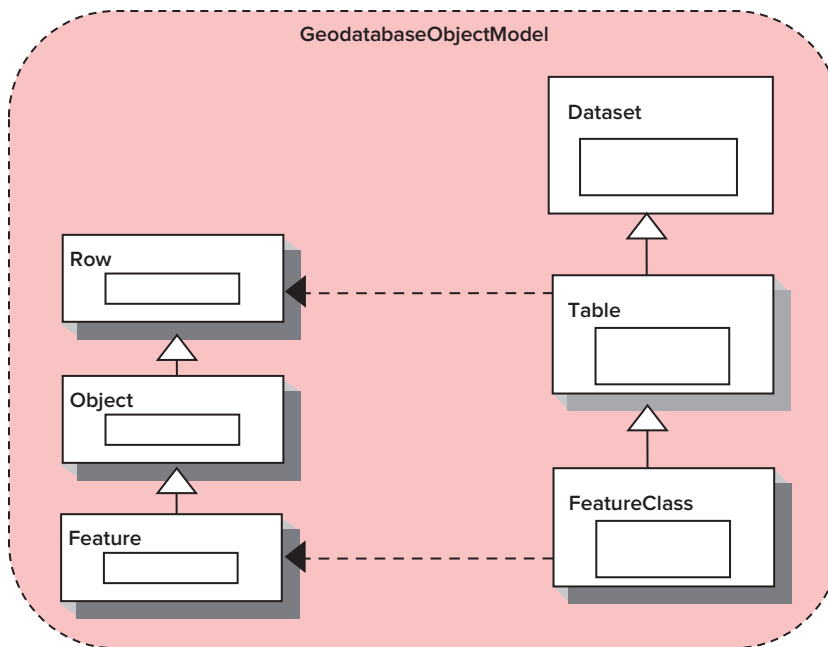 GeodatabaseObjectModel
Dataset
Row
Table
Object
FeatureClass
Feature